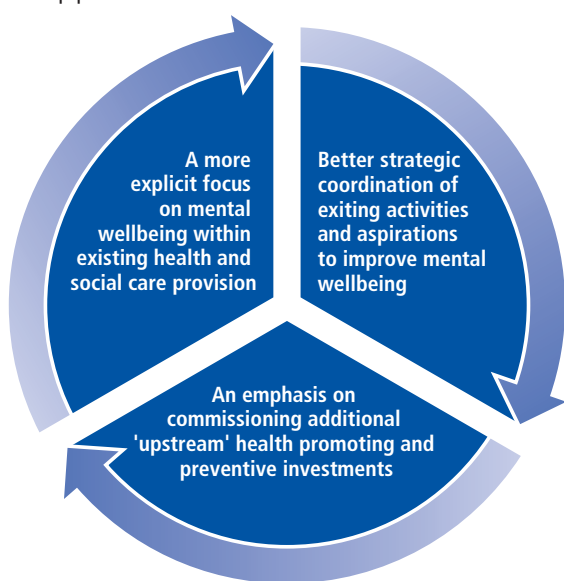 A more
explicit focus
on mental
wellbeing within
existing health and
social care provision
Better strategic
coordination of
exiting activities
and aspirations
to improve mental
wellbeing
An emphasis on
commissioning additional
'upstream' health promoting and
preventive investments